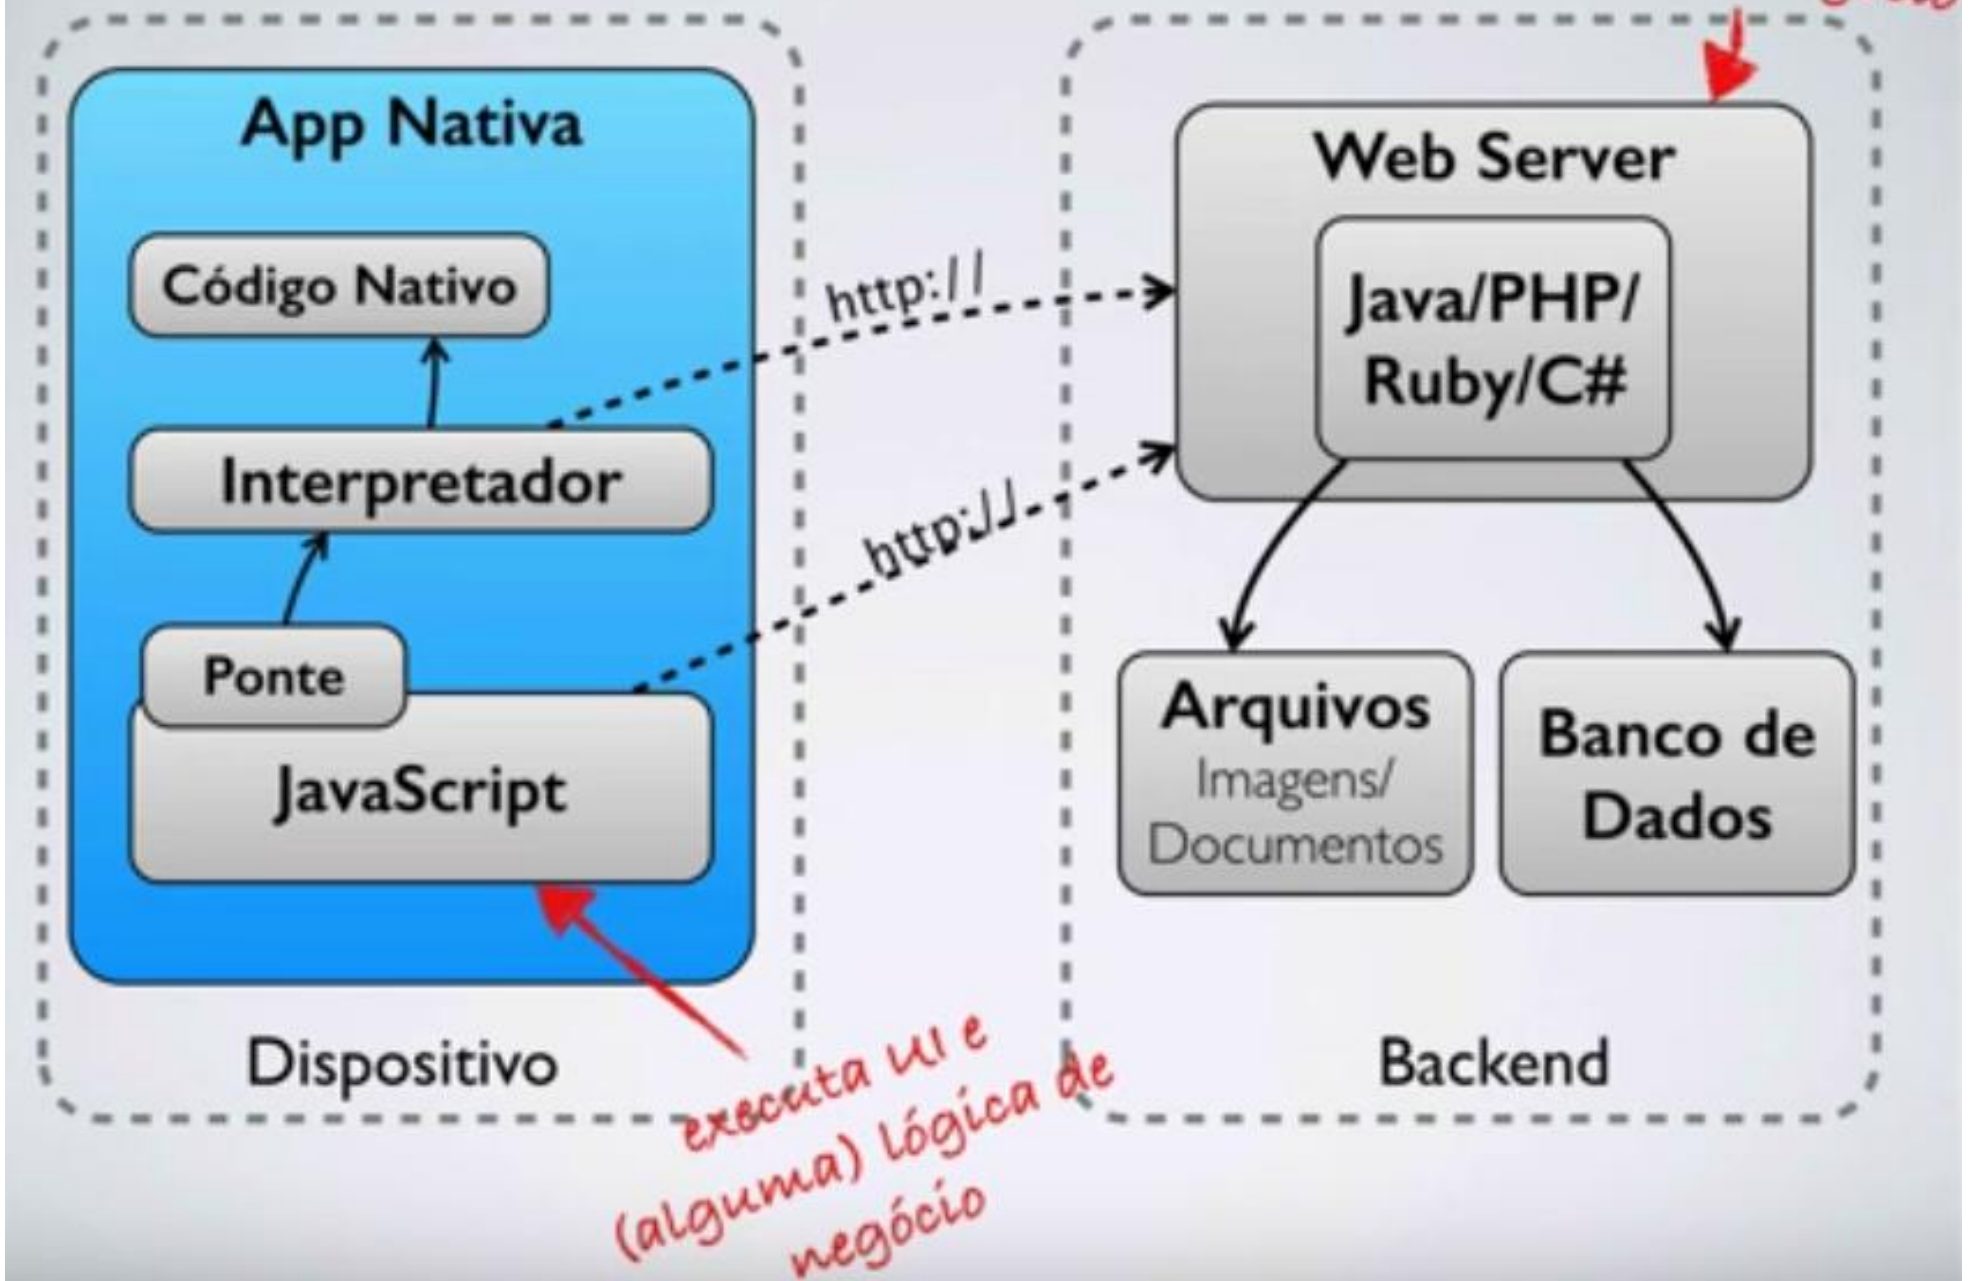 App Nativa
Código Nativo
Interpretador
Ponte
JavaScript
Dispositivo
http://
http://
executa UI e
(alguma) lógica de
negócio
Web Server
Java/PHP/
Ruby/C#
Arquivos
Imagens/
Documentos
Banco de
Dados
Backend